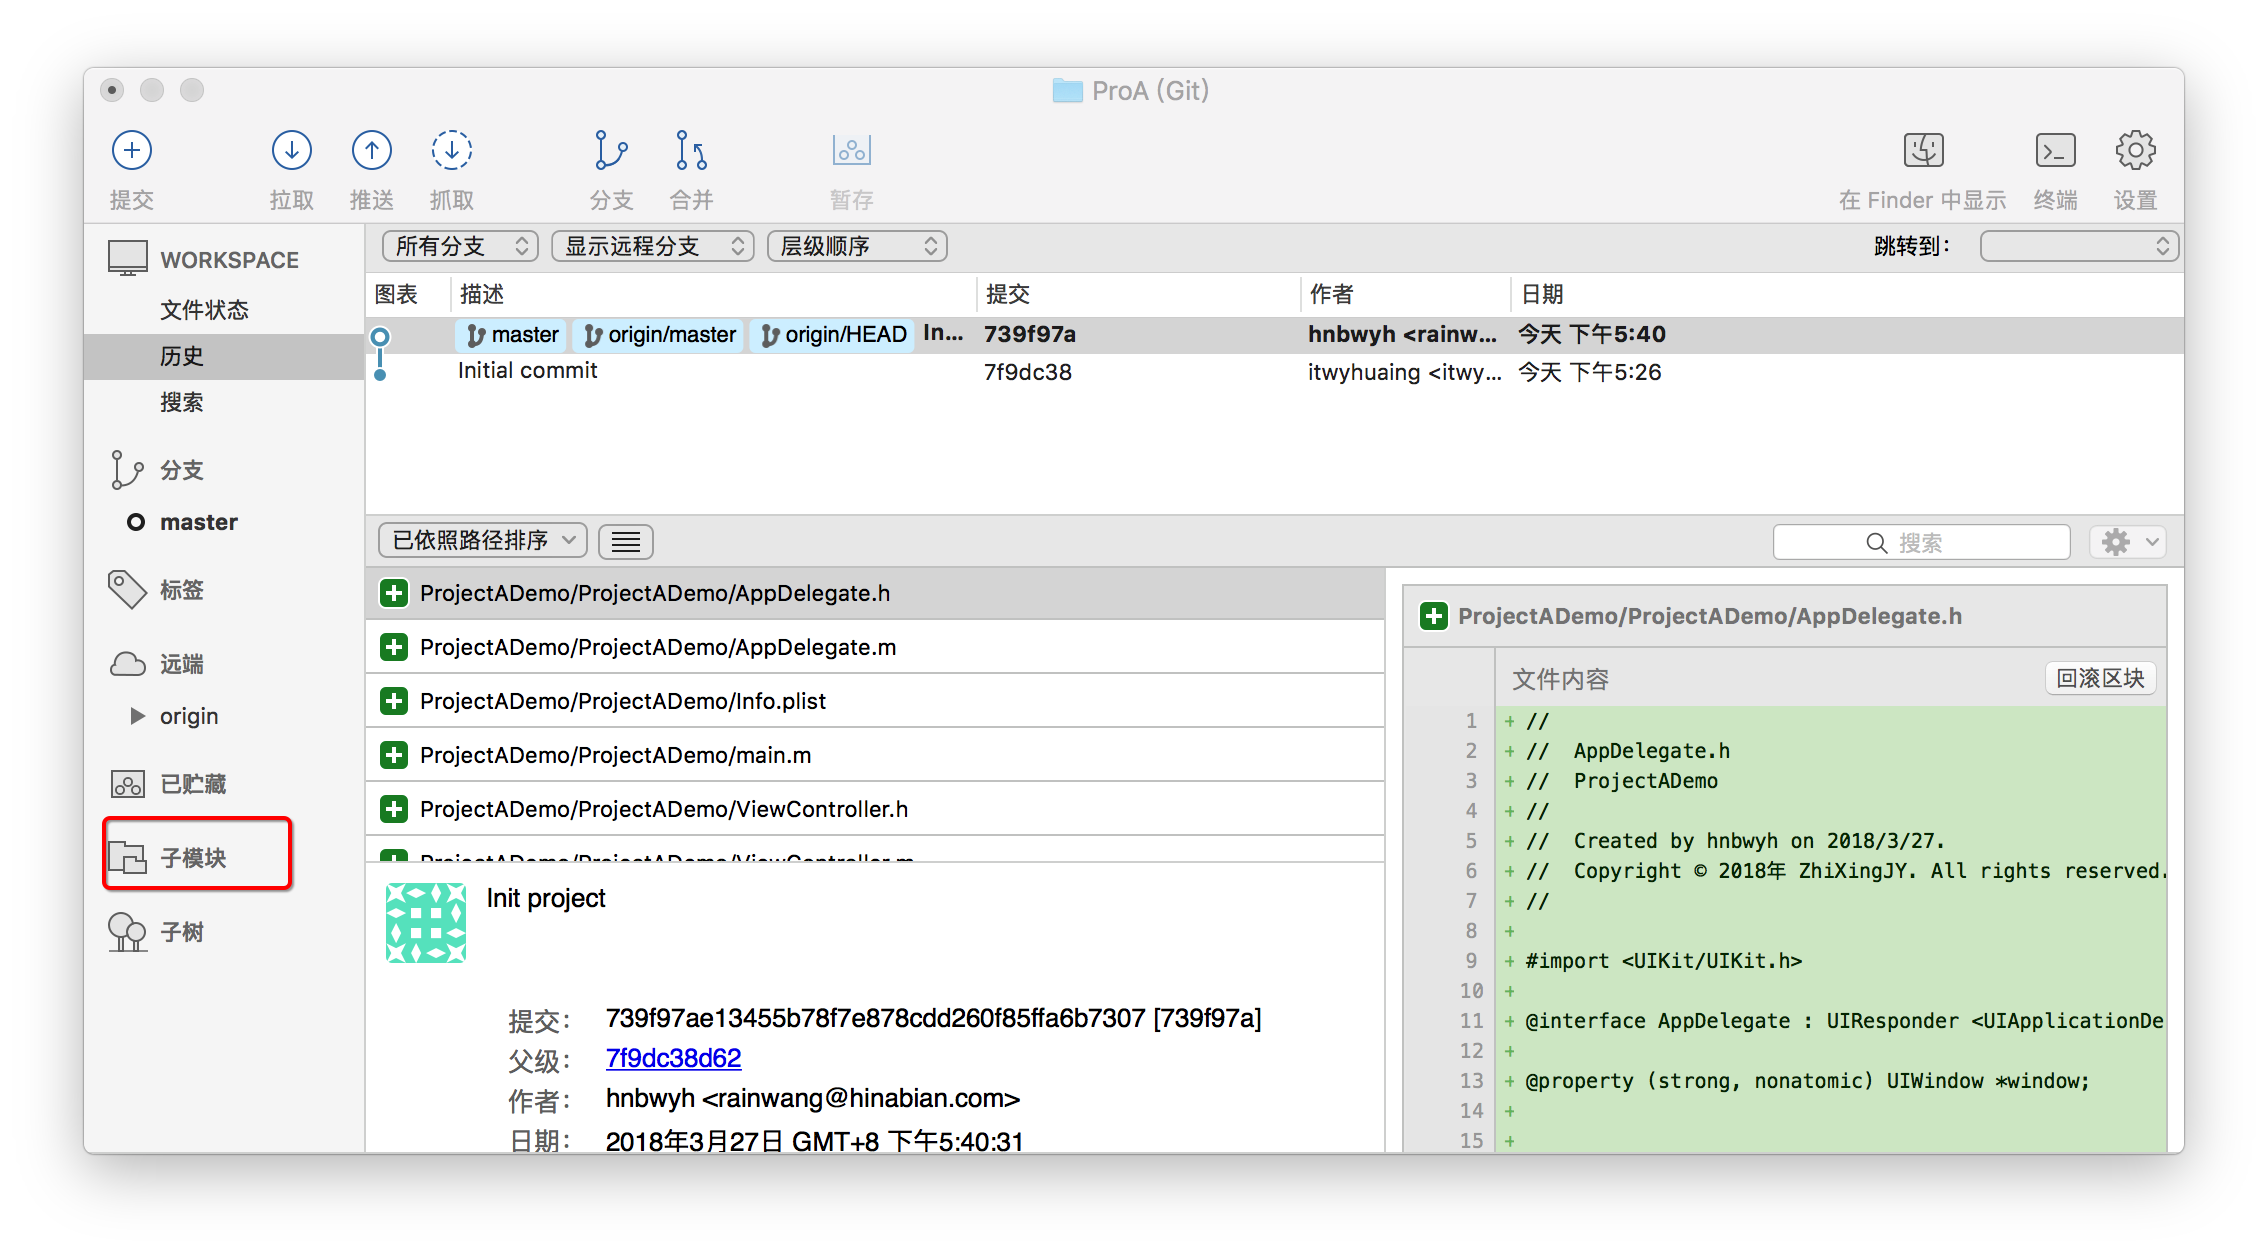 ProA (Git)
提交 拉取 推送 抓取 分支 合并 暂存 在 Finder 中显示 终端 设置
WORKSPACE
文件状态
历史
搜索
分支
master
标签
远端
origin
已贮藏
子模块
子树
所有分支 显示远程分支 层级顺序 跳转到：
图表 描述 提交 作者 日期
master origin/master origin/HEAD In... 739f97a hnbwyh <rainw... 今天 下午5:40
Initial commit 7f9dc38 itwyhuaing <itwy... 今天 下午5:26
已依照路径排序 搜索
ProjectADemo/ProjectADemo/AppDelegate.h
ProjectADemo/ProjectADemo/AppDelegate.m
ProjectADemo/ProjectADemo/Info.plist
ProjectADemo/ProjectADemo/main.m
ProjectADemo/ProjectADemo/ViewController.h
ProjectADemo/ProjectADemo/ViewController.m
Init project
提交： 739f97ae13455b78f7e878cdd260f85ffa6b7307 [739f97a]
父级： 7f9dc38d62
作者： hnbwyh <rainwang@hinabian.com>
日期： 2018年3月27日 GMT+8 下午5:40:31
ProjectADemo/ProjectADemo/AppDelegate.h
文件内容 回滚区块
1 + //
2 + //  AppDelegate.h
3 + //  ProjectADemo
4 + //
5 + //  Created by hnbwyh on 2018/3/27.
6 + //  Copyright © 2018年 ZhiXingJY. All rights reserved.
7 + //
8 +
9 + #import <UIKit/UIKit.h>
10 +
11 + @interface AppDelegate : UIResponder <UIApplicationDe
12 +
13 + @property (strong, nonatomic) UIWindow *window;
14 +
15 +